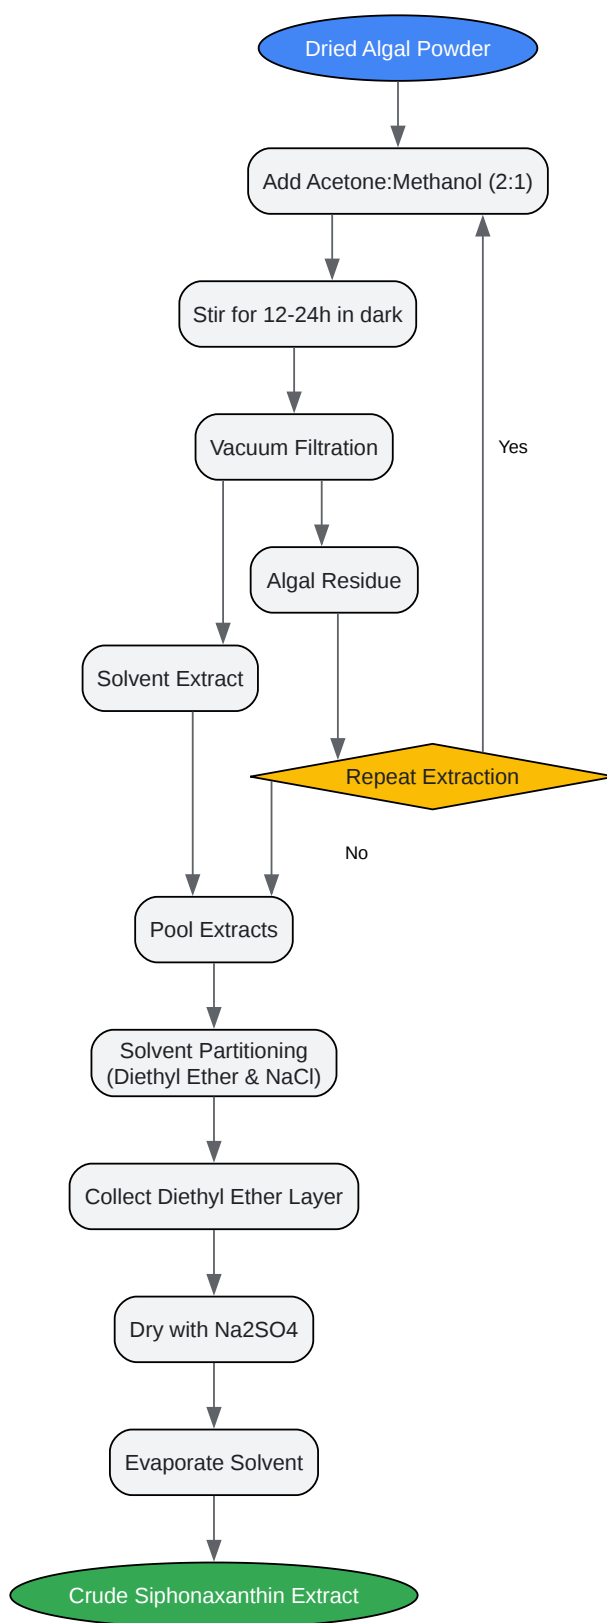 Dried Algal Powder
Add Acetone:Methanol (2:1)
Stir for 12-24h in dark
Vacuum Filtration
Yes
Algal Residue
Solvent Extract
Repeat Extraction
No
Pool Extracts
Solvent Partitioning
(Diethyl Ether & NaCl)
Collect Diethyl Ether Layer
Dry with Na2SO4
Evaporate Solvent
Crude Siphonaxanthin Extract